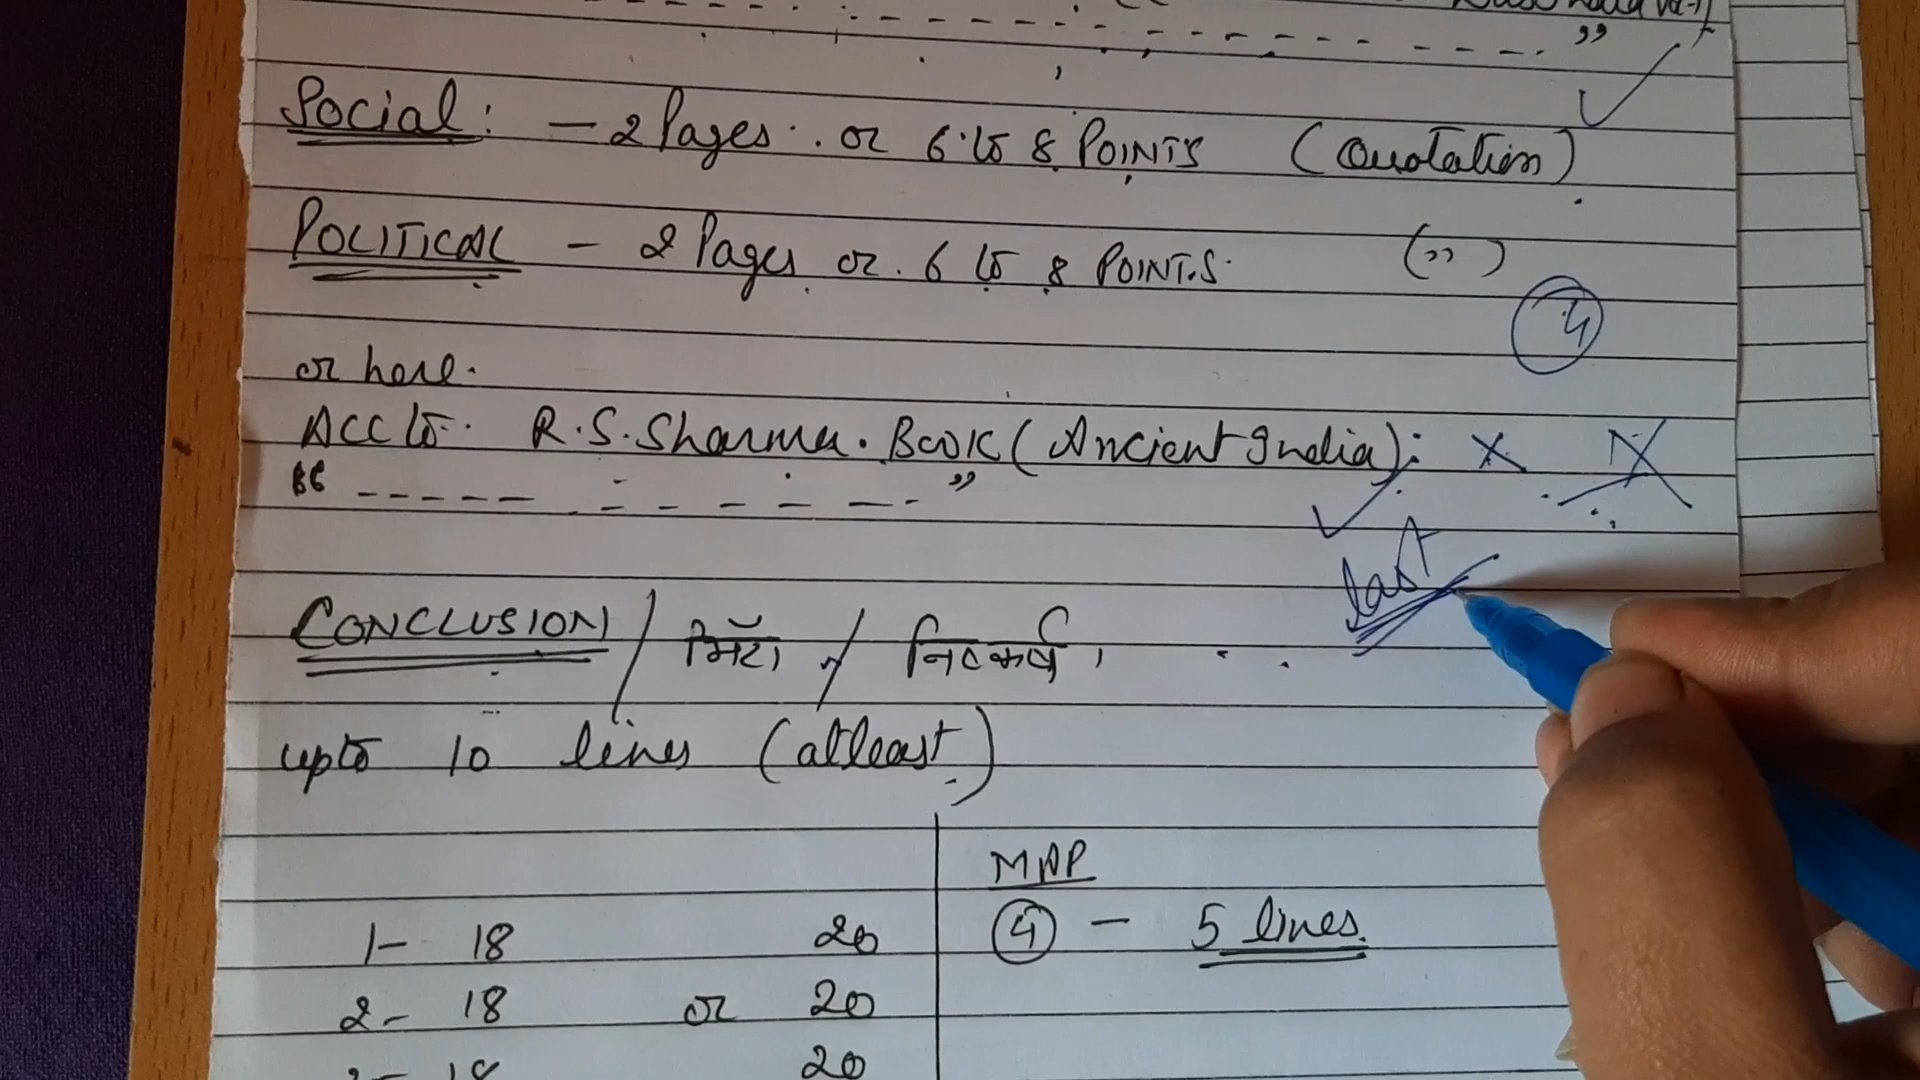 Social: - 2 Pages. or 6 to 8 POINTS (Quotation)
POLITICAL - 2 Pages or. 6 to 8 POINTS. (,,)
4
or here.
Acc to. R.S. Sharma. Book (Ancient India): X
“ ----- - - - - - - ”
last
CONCLUSION / / निष्कर्ष
upto 10 lines (atleast)
MAP
1- 18 20
4 - 5 lines.
2- 18 or 20
20